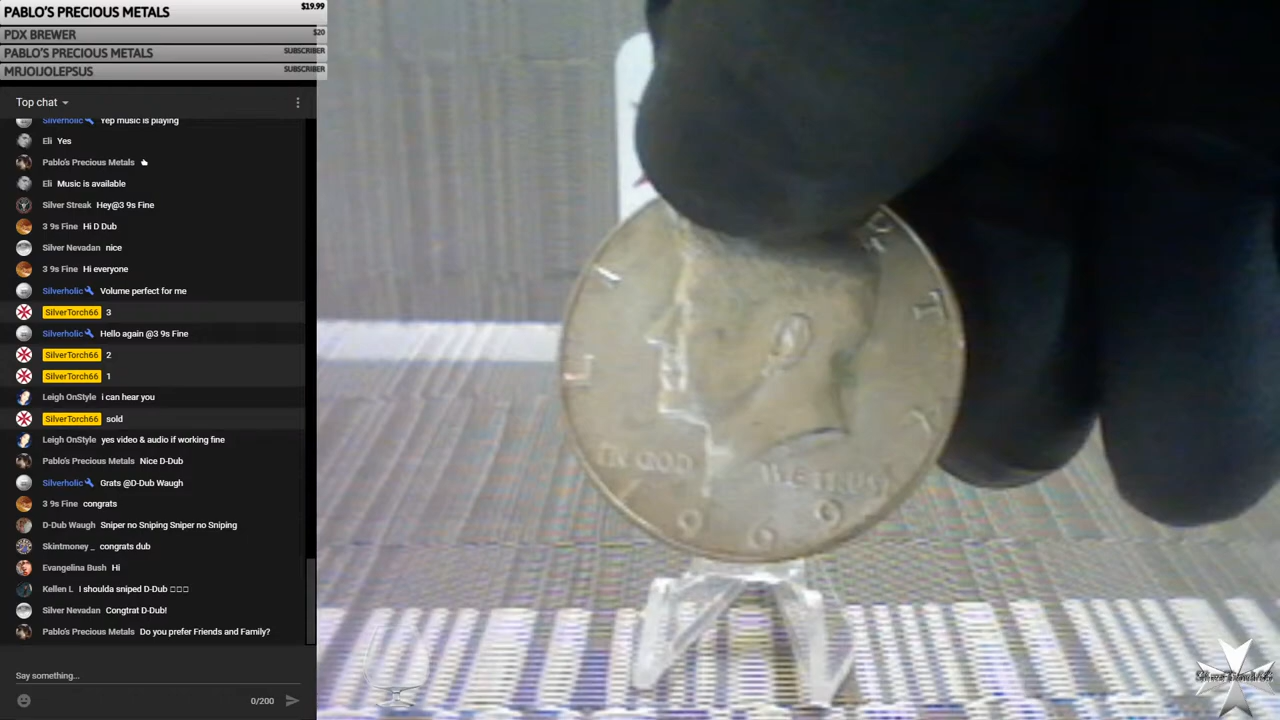 PABLO'S PRECIOUS METALS $19.99
PDX BREWER $20
PABLO'S PRECIOUS METALS SUBSCRIBER
MRJOIJOLEPSUS SUBSCRIBER
Top chat
Silverholic Yep music is playing
Eli Yes
Pablo's Precious Metals
Eli Music is available
Silver Streak Hey@3 9s Fine
3 9s Fine Hi D Dub
Silver Nevadan nice
3 9s Fine Hi everyone
Silverholic Volume perfect for me
SilverTorch66 3
Silverholic Hello again @3 9s Fine
SilverTorch66 2
SilverTorch66 1
Leigh OnStyle i can hear you
SilverTorch66 sold
Leigh OnStyle yes video & audio if working fine
Pablo's Precious Metals Nice D-Dub
Silverholic Grats @D-Dub Waugh
3 9s Fine congrats
D-Dub Waugh Sniper no Sniping Sniper no Sniping
Skintmoney _ congrats dub
Evangelina Bush Hi
Kellen L I shoulda sniped D-Dub
Silver Nevadan Congtrat D-Dub!
Pablo's Precious Metals Do you prefer Friends and Family?
Say something...
0/200
L I
R T Y
IN GOD WE TRUST